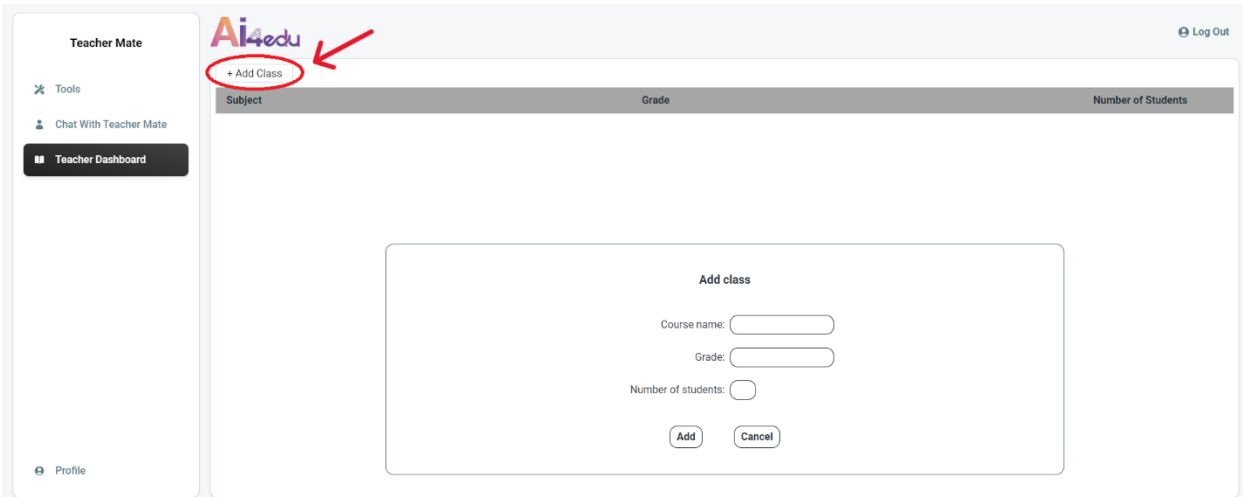 Teacher Mate
Tools
Chat With Teacher Mate
Teacher Dashboard
Profile
Ai4edu
Log Out
+ Add Class
Subject Grade Number of Students
Add class
Course name:
Grade:
Number of students:
Add Cancel